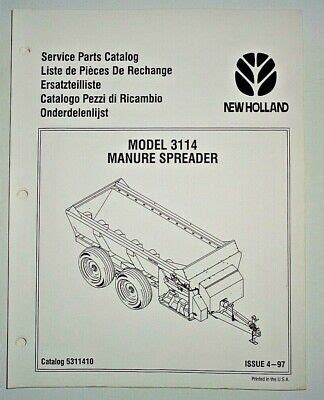 Service Parts Catalog
Liste de Pièces De Rechange
Ersatzteilliste
Catalogo Pezzi di Ricambio
Onderdelenlijst
NEW HOLLAND
MODEL 3114
MANURE SPREADER
Catalog 5311410
ISSUE 4–97
Printed in the U.S.A.